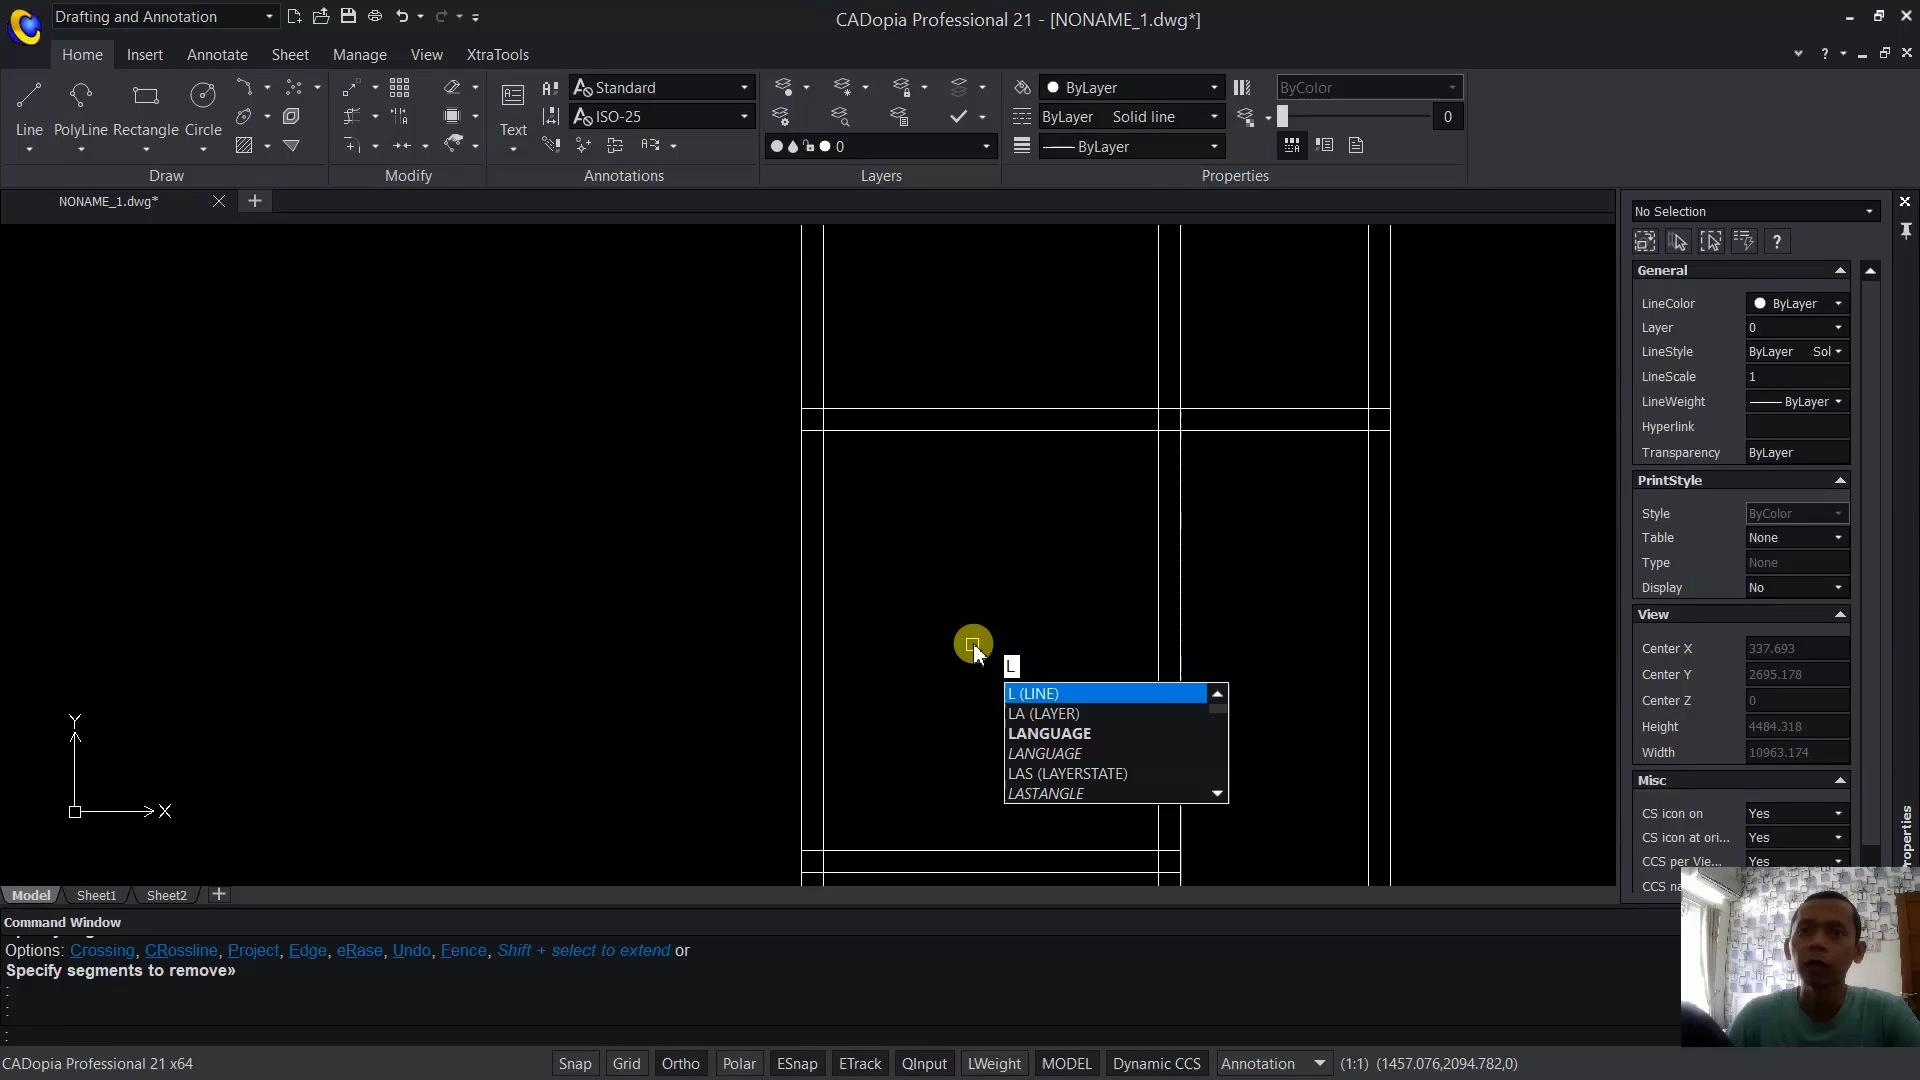 Drafting and Annotation
CADopia Professional 21 - [NONAME_1.dwg*]
Home
Insert
Annotate
Sheet
Manage
View
XtraTools
?
Line
PolyLine
Rectangle
Circle
Text
Standard
ISO-25
0
ByLayer
ByLayer Solid line
ByLayer
ByColor
0
Draw
Modify
Annotations
Layers
Properties
NONAME_1.dwg*
L
L (LINE)
LA (LAYER)
LANGUAGE
LANGUAGE
LAS (LAYERSTATE)
LASTANGLE
Y
X
No Selection
?
General
LineColor ByLayer
Layer 0
LineStyle ByLayer Sol
LineScale 1
LineWeight ByLayer
Hyperlink
Transparency ByLayer
PrintStyle
Style ByColor
Table None
Type None
Display No
View
Center X 337.693
Center Y 2695.178
Center Z 0
Height 4484.318
Width 10963.174
Misc
CS icon on Yes
CS icon at ori... Yes
CCS per Vie... Yes
Model
Sheet1
Sheet2
Command Window
Options: Crossing, CRossline, Project, Edge, eRase, Undo, Fence, Shift + select to extend or
Specify segments to remove»
:
:
:
CADopia Professional 21 x64
Snap
Grid
Ortho
Polar
ESnap
ETrack
QInput
LWeight
MODEL
Dynamic CCS
Annotation
(1:1) (1457.076,2094.782,0)